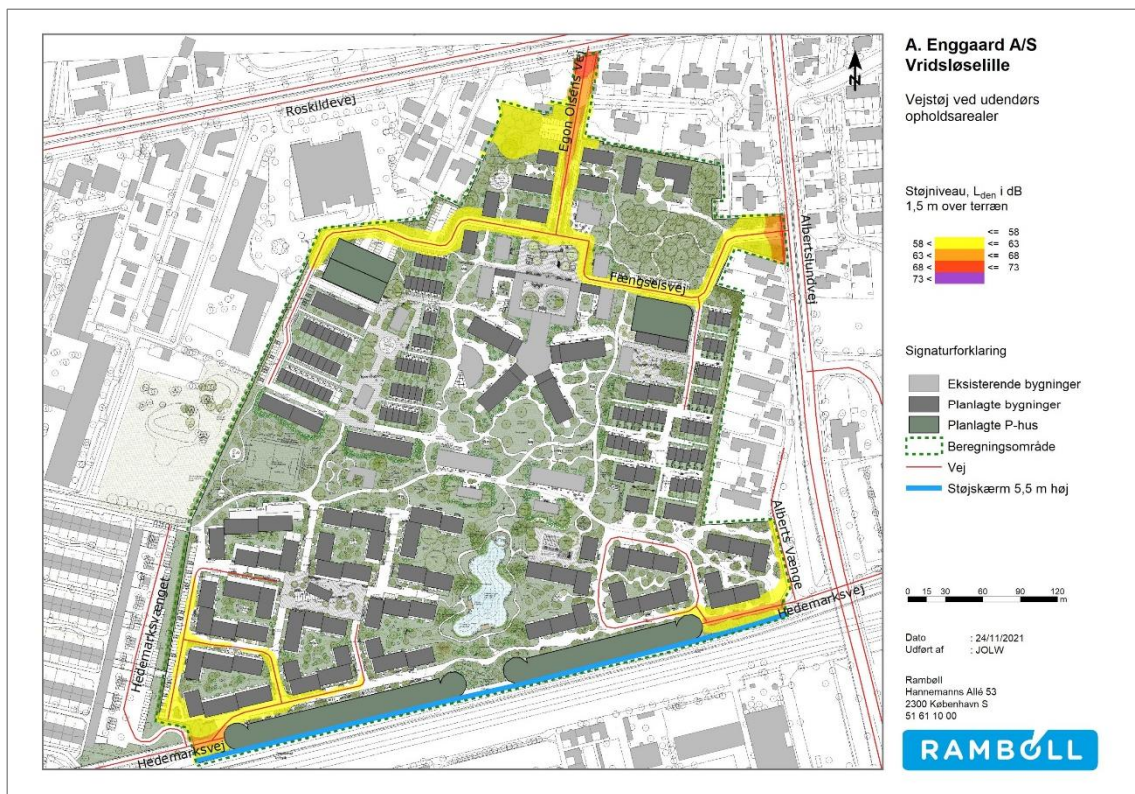 A. Enggaard A/S
Vridsløselille
Vejstøj ved udendørs
opholdsarealer
N
Støjniveau, Lden i dB
1,5 m over terræn
<= 58
58 < <= 63
63 < <= 68
68 < <= 73
73 <
Signaturforklaring
Eksisterende bygninger
Planlagte bygninger
Planlagte P-hus
Beregningsområde
Vej
Støjskærm 5,5 m høj
0 15 30 60 90 120
m
Dato : 24/11/2021
Udført af : JOLW
Rambøll
Hannemanns Allé 53
2300 København S
51 61 10 00
RAMBOLL
Roskildevej
Egon Olsens Vej
Albertslundvej
Fængselsvej
Alberts Vænge
Hedemarksvej
Hedemarksvænget
Hedemarksvej